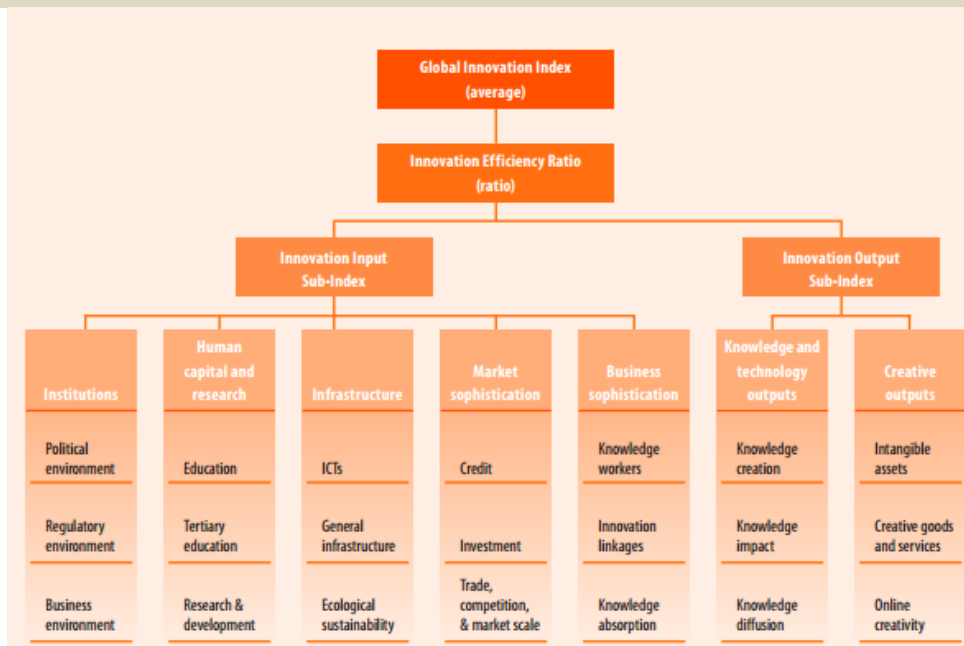 Global Innovation Index
(average)
Innovation Efficiency Ratio
(ratio)
Innovation Input
Sub-Index
Innovation Output
Sub-Index
Institutions
Human
capital and
research
Infrastructure
Market
sophistication
Business
sophistication
Knowledge and
technology
outputs
Creative
outputs
Political
environment
Education
ICTs
Credit
Knowledge
workers
Knowledge
creation
Intangible
assets
Regulatory
environment
Tertiary
education
General
infrastructure
Investment
Innovation
linkages
Knowledge
impact
Creative goods
and services
Business
environment
Research &
development
Ecological
sustainability
Trade,
competition,
& market scale
Knowledge
absorption
Knowledge
diffusion
Online
creativity